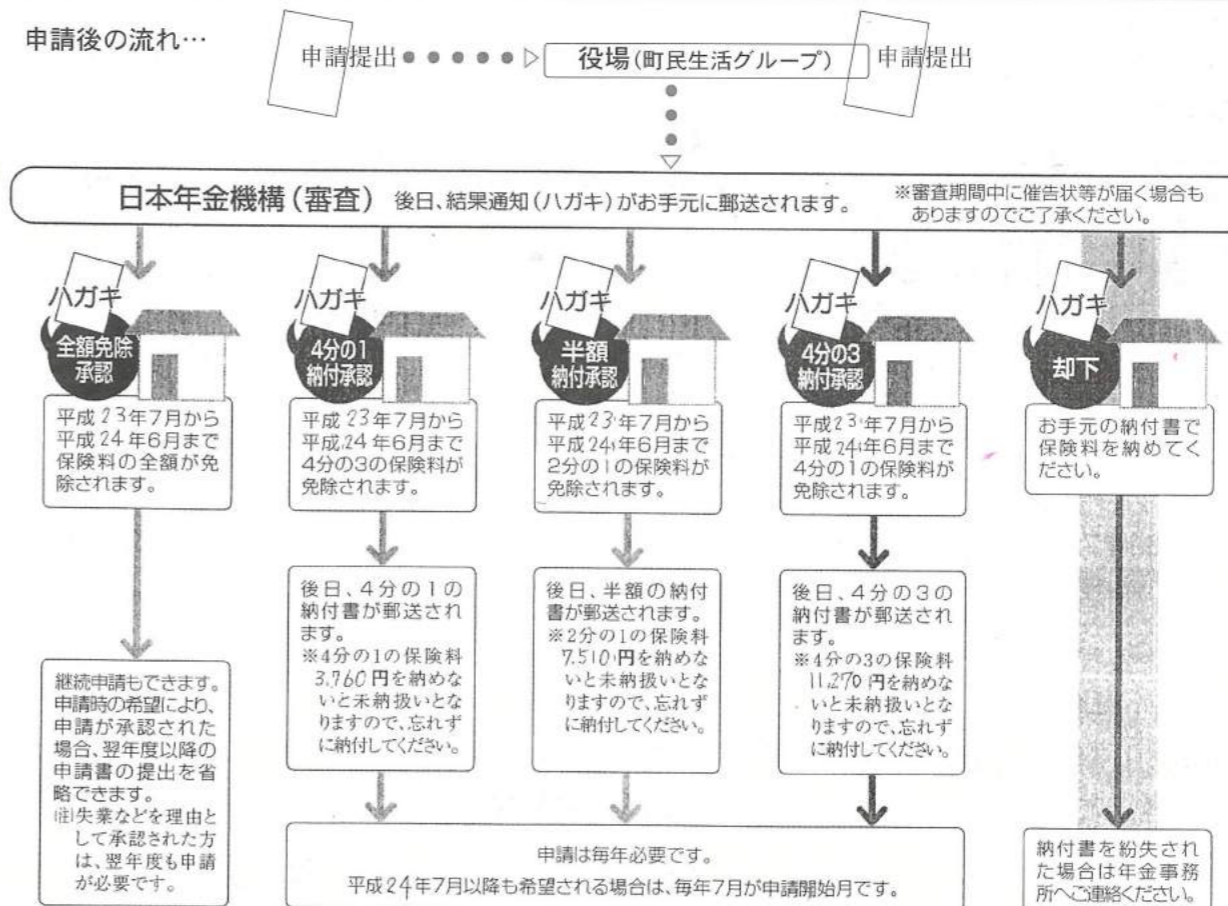 申請後の流れ…
申請提出
役場(町民生活グループ)
申請提出
日本年金機構(審査) 後日、結果通知(ハガキ)がお手元に郵送されます。
※審査期間中に催告状等が届く場合も
ありますのでご了承ください。
ハガキ
全額免除
承認
平成23年7月から
平成24年6月まで
保険料の全額が免
除されます。
継続申請もできます。
申請時の希望により、
申請が承認された
場合、翌年度以降の
申請書の提出を省
略できます。
(注)失業などを理由と
して承認された方
は、翌年度も申請
が必要です。
ハガキ
4分の1
納付承認
平成23年7月から
平成24年6月まで
4分の3の保険料が
免除されます。
後日、4分の1の
納付書が郵送され
ます。
※4分の1の保険料
3,760円を納めな
いと未納扱いとな
りますので、忘れず
に納付してください。
ハガキ
半額
納付承認
平成23年7月から
平成24年6月まで
2分の1の保険料が
免除されます。
後日、半額の納付
書が郵送されます。
※2分の1の保険料
7,510円を納めな
いと未納扱いとな
りますので、忘れず
に納付してください。
ハガキ
4分の3
納付承認
平成23年7月から
平成24年6月まで
4分の1の保険料が
免除されます。
後日、4分の3の
納付書が郵送され
ます。
※4分の3の保険料
11,270円を納めな
いと未納扱いとな
りますので、忘れず
に納付してください。
申請は毎年必要です。
平成24年7月以降も希望される場合は、毎年7月が申請開始月です。
ハガキ
却下
お手元の納付書で
保険料を納めてく
ださい。
納付書を紛失され
た場合は年金事務
所へご連絡ください。